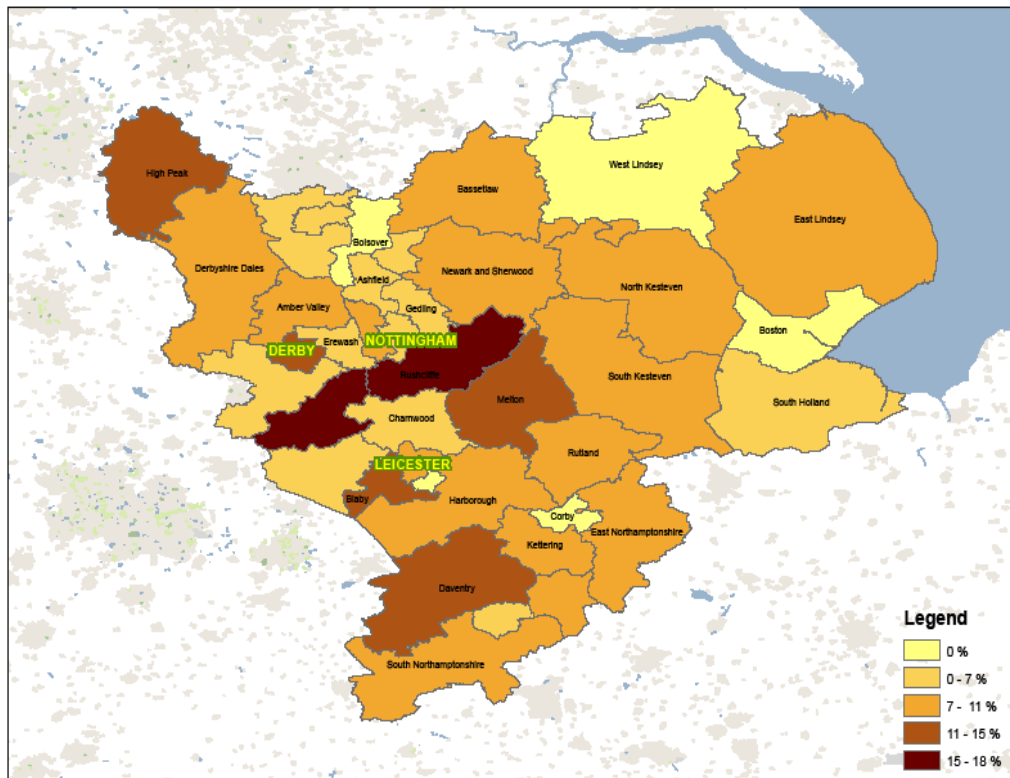 High Peak
West Lindsey
Bassetlaw
East Lindsey
Bolsover
Derbyshire Dales
Ashfield
Newark and Sherwood
North Kesteven
Amber Valley
Gedling
Boston
Erewash
NOTTINGHAM
DERBY
Rushcliffe
South Kesteven
Melton
South Holland
Charnwood
Rutland
LEICESTER
Blaby
Harborough
Corby
East Northamptonshire
Kettering
Daventry
South Northamptonshire
Legend
0 %
0 - 7 %
7 - 11 %
11 - 15 %
15 - 18 %